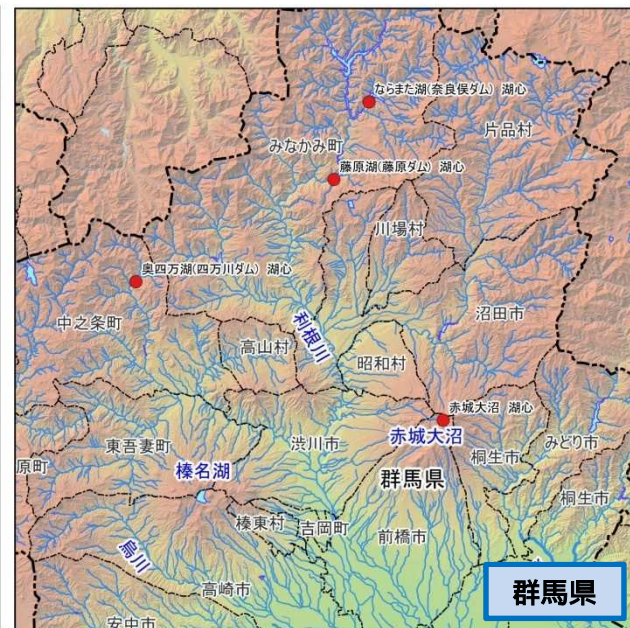 ならまた湖(奈良俣ダム) 湖心
片品村
みなかみ町
藤原湖(藤原ダム) 湖心
川場村
奥四万湖(四万川ダム) 湖心
中之条町
利根川
沼田市
高山村
昭和村
赤城大沼 湖心
赤城大沼
東吾妻町
渋川市
みどり市
原町
榛名湖
桐生市
群馬県
桐生市
榛東村
吉岡町
前橋市
烏川
高崎市
安中市
群馬県